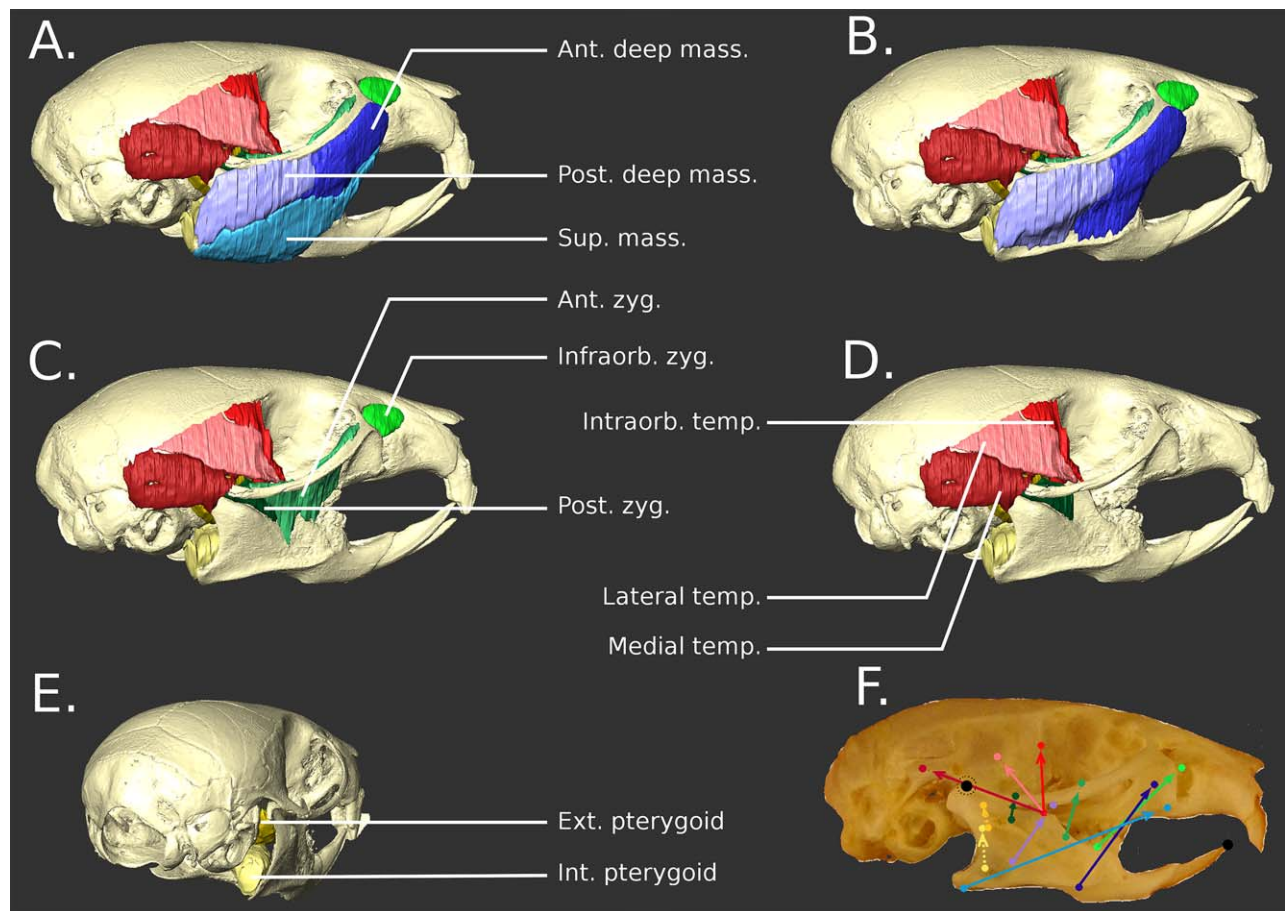 A.
B.
Ant. deep mass.
Post. deep mass.
Sup. mass.
Ant. zyg.
C.
D.
Infraorb. zyg.
Intraorb. temp.
Post. zyg.
Lateral temp.
Medial temp.
E.
F.
Ext. pterygoid
Int. pterygoid